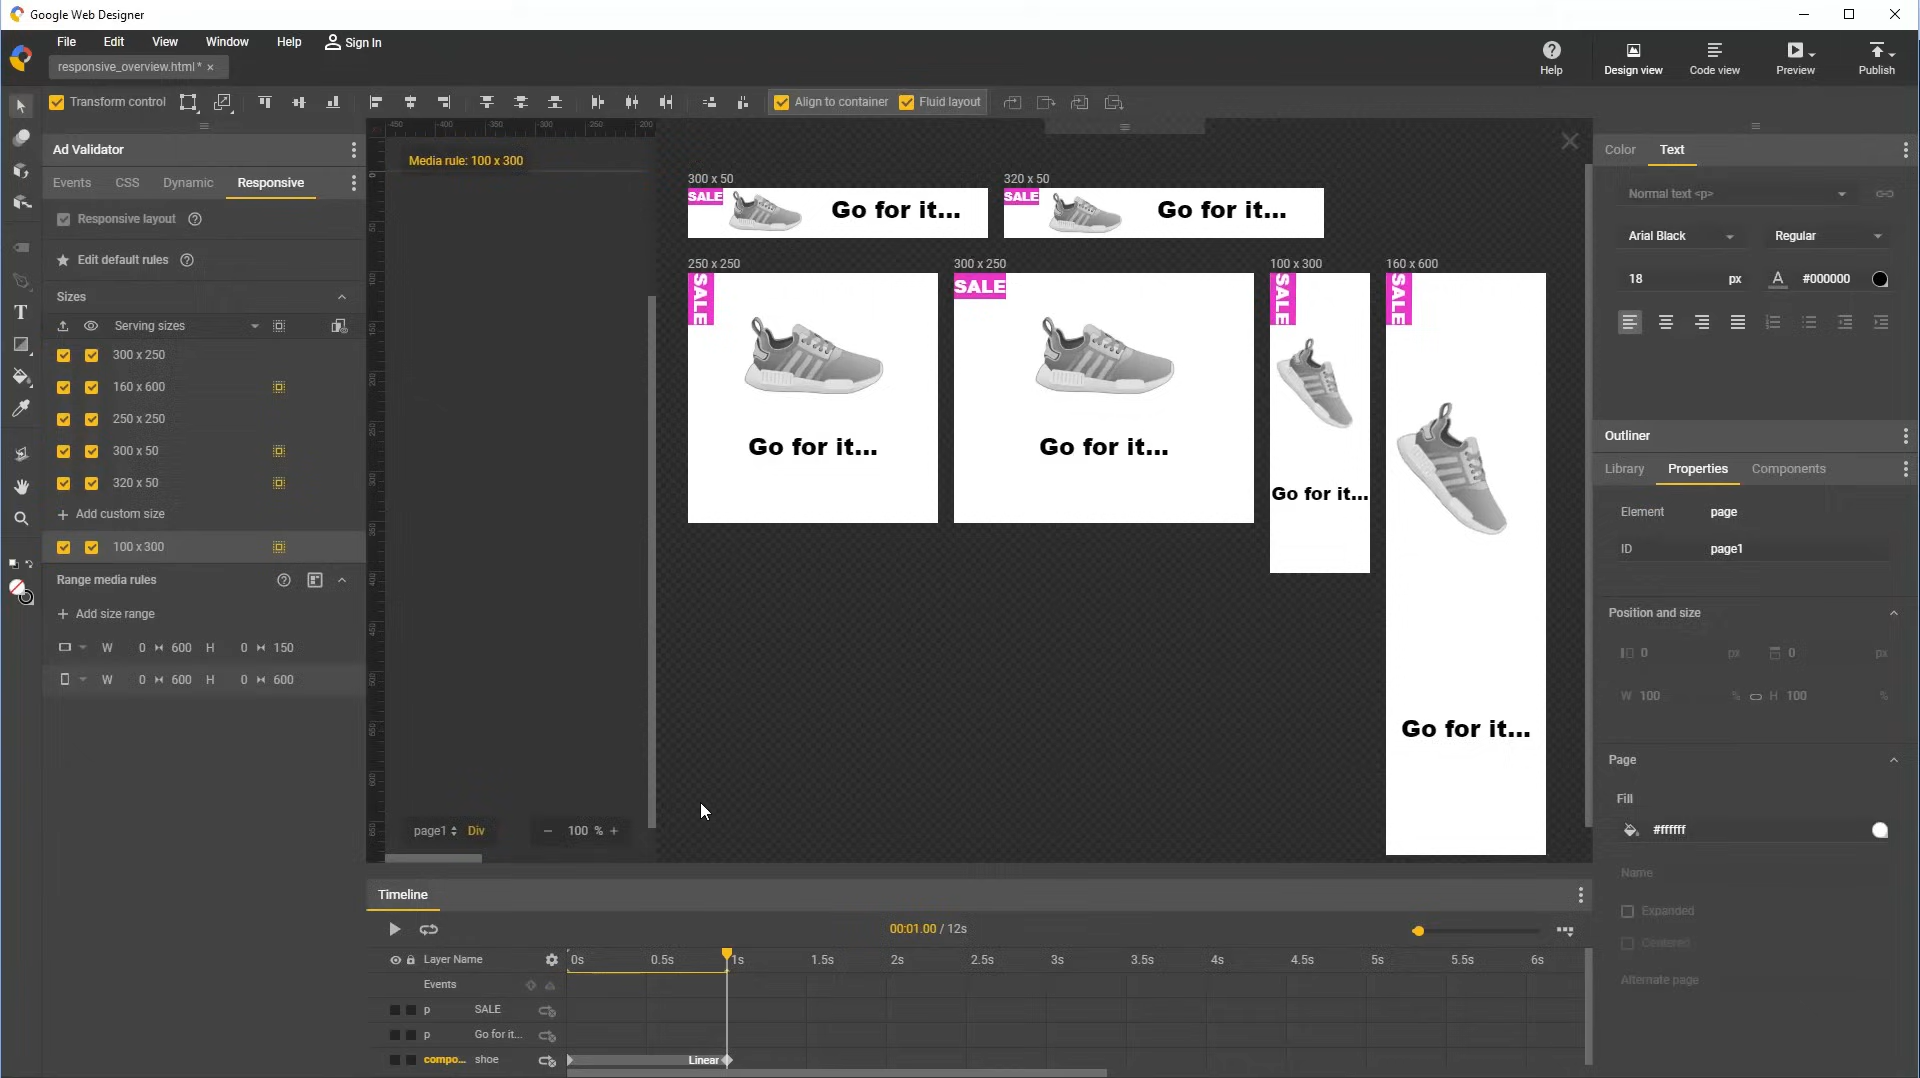 Google Web Designer
File Edit View Window Help Sign In
responsive_overview.html* ×
Help
Design view
Code view
Preview
Publish
Transform control
Align to container
Fluid layout
Ad Validator
Events CSS Dynamic Responsive
Responsive layout
Edit default rules
Sizes
Serving sizes
300 x 250
160 x 600
250 x 250
300 x 50
320 x 50
+ Add custom size
100 x 300
Range media rules
+ Add size range
W 0 600 H 0 150
W 0 600 H 0 600
-450 -400 -350 -300 -250 -200
Media rule: 100 x 300
300 x 50
SALE
Go for it...
320 x 50
SALE
Go for it...
250 x 250
SALE
Go for it...
300 x 250
SALE
Go for it...
100 x 300
SALE
Go for it...
160 x 600
SALE
Go for it...
page1 Div
− 100 % +
Color Text
Normal text <p>
Arial Black Regular
18 px #000000
Outliner
Library Properties Components
Element page
ID page1
Position and size
0 px 0 px
W 100 % H 100 %
Page
Fill
#ffffff
Name
Expanded
Centered
Alternate page
Timeline
00:01.00 / 12s
Layer Name
0s 0.5s 1s 1.5s 2s 2.5s 3s 3.5s 4s 4.5s 5s 5.5s 6s
Events
p SALE
p Go for it...
compo... shoe
Linear